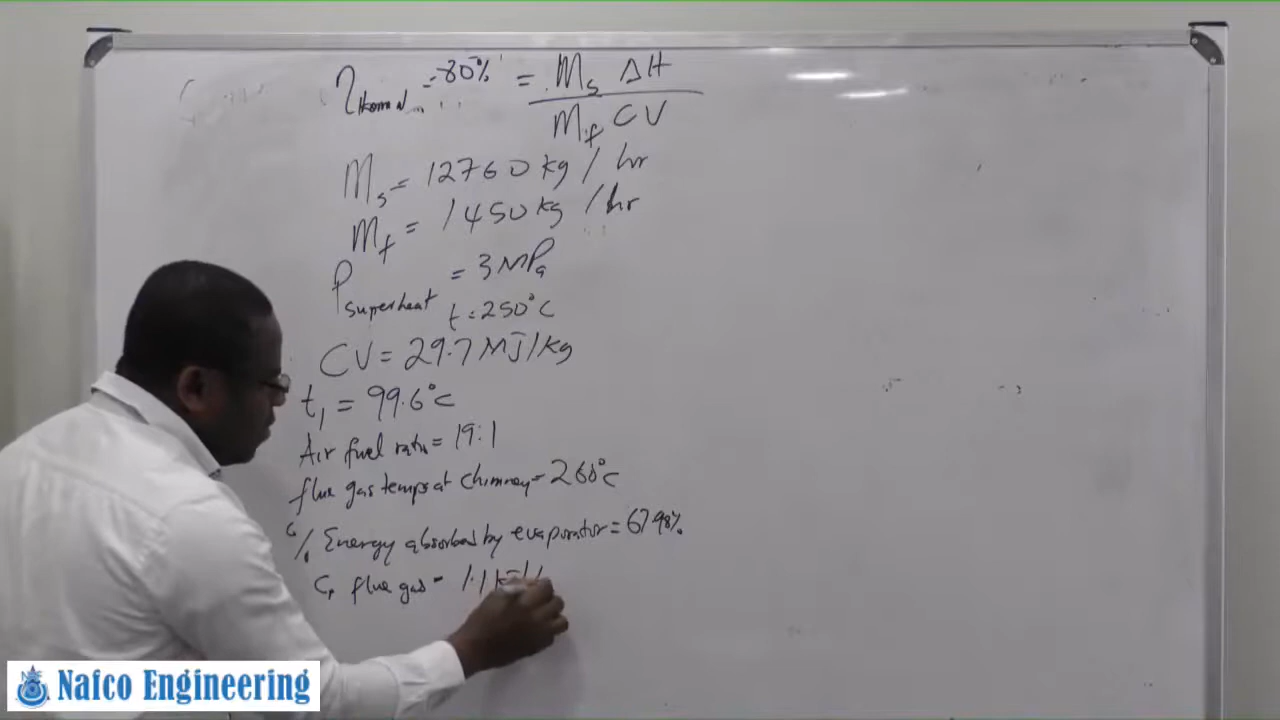 η = 80% = Ms ΔH
Mf CV
Ms = 12760 kg / hr
Mf = 1450 kg / hr
P superheat = 3 MPa
t = 250°C
CV = 29.7 MJ/kg
t1 = 99.6°C
Air fuel ratio = 19:1
flue gas temps at chimney = 260°C
% Energy absorbed by evaporator = 67.98%
Cp flue gas = 1.1 kJ/
Nafco Engineering